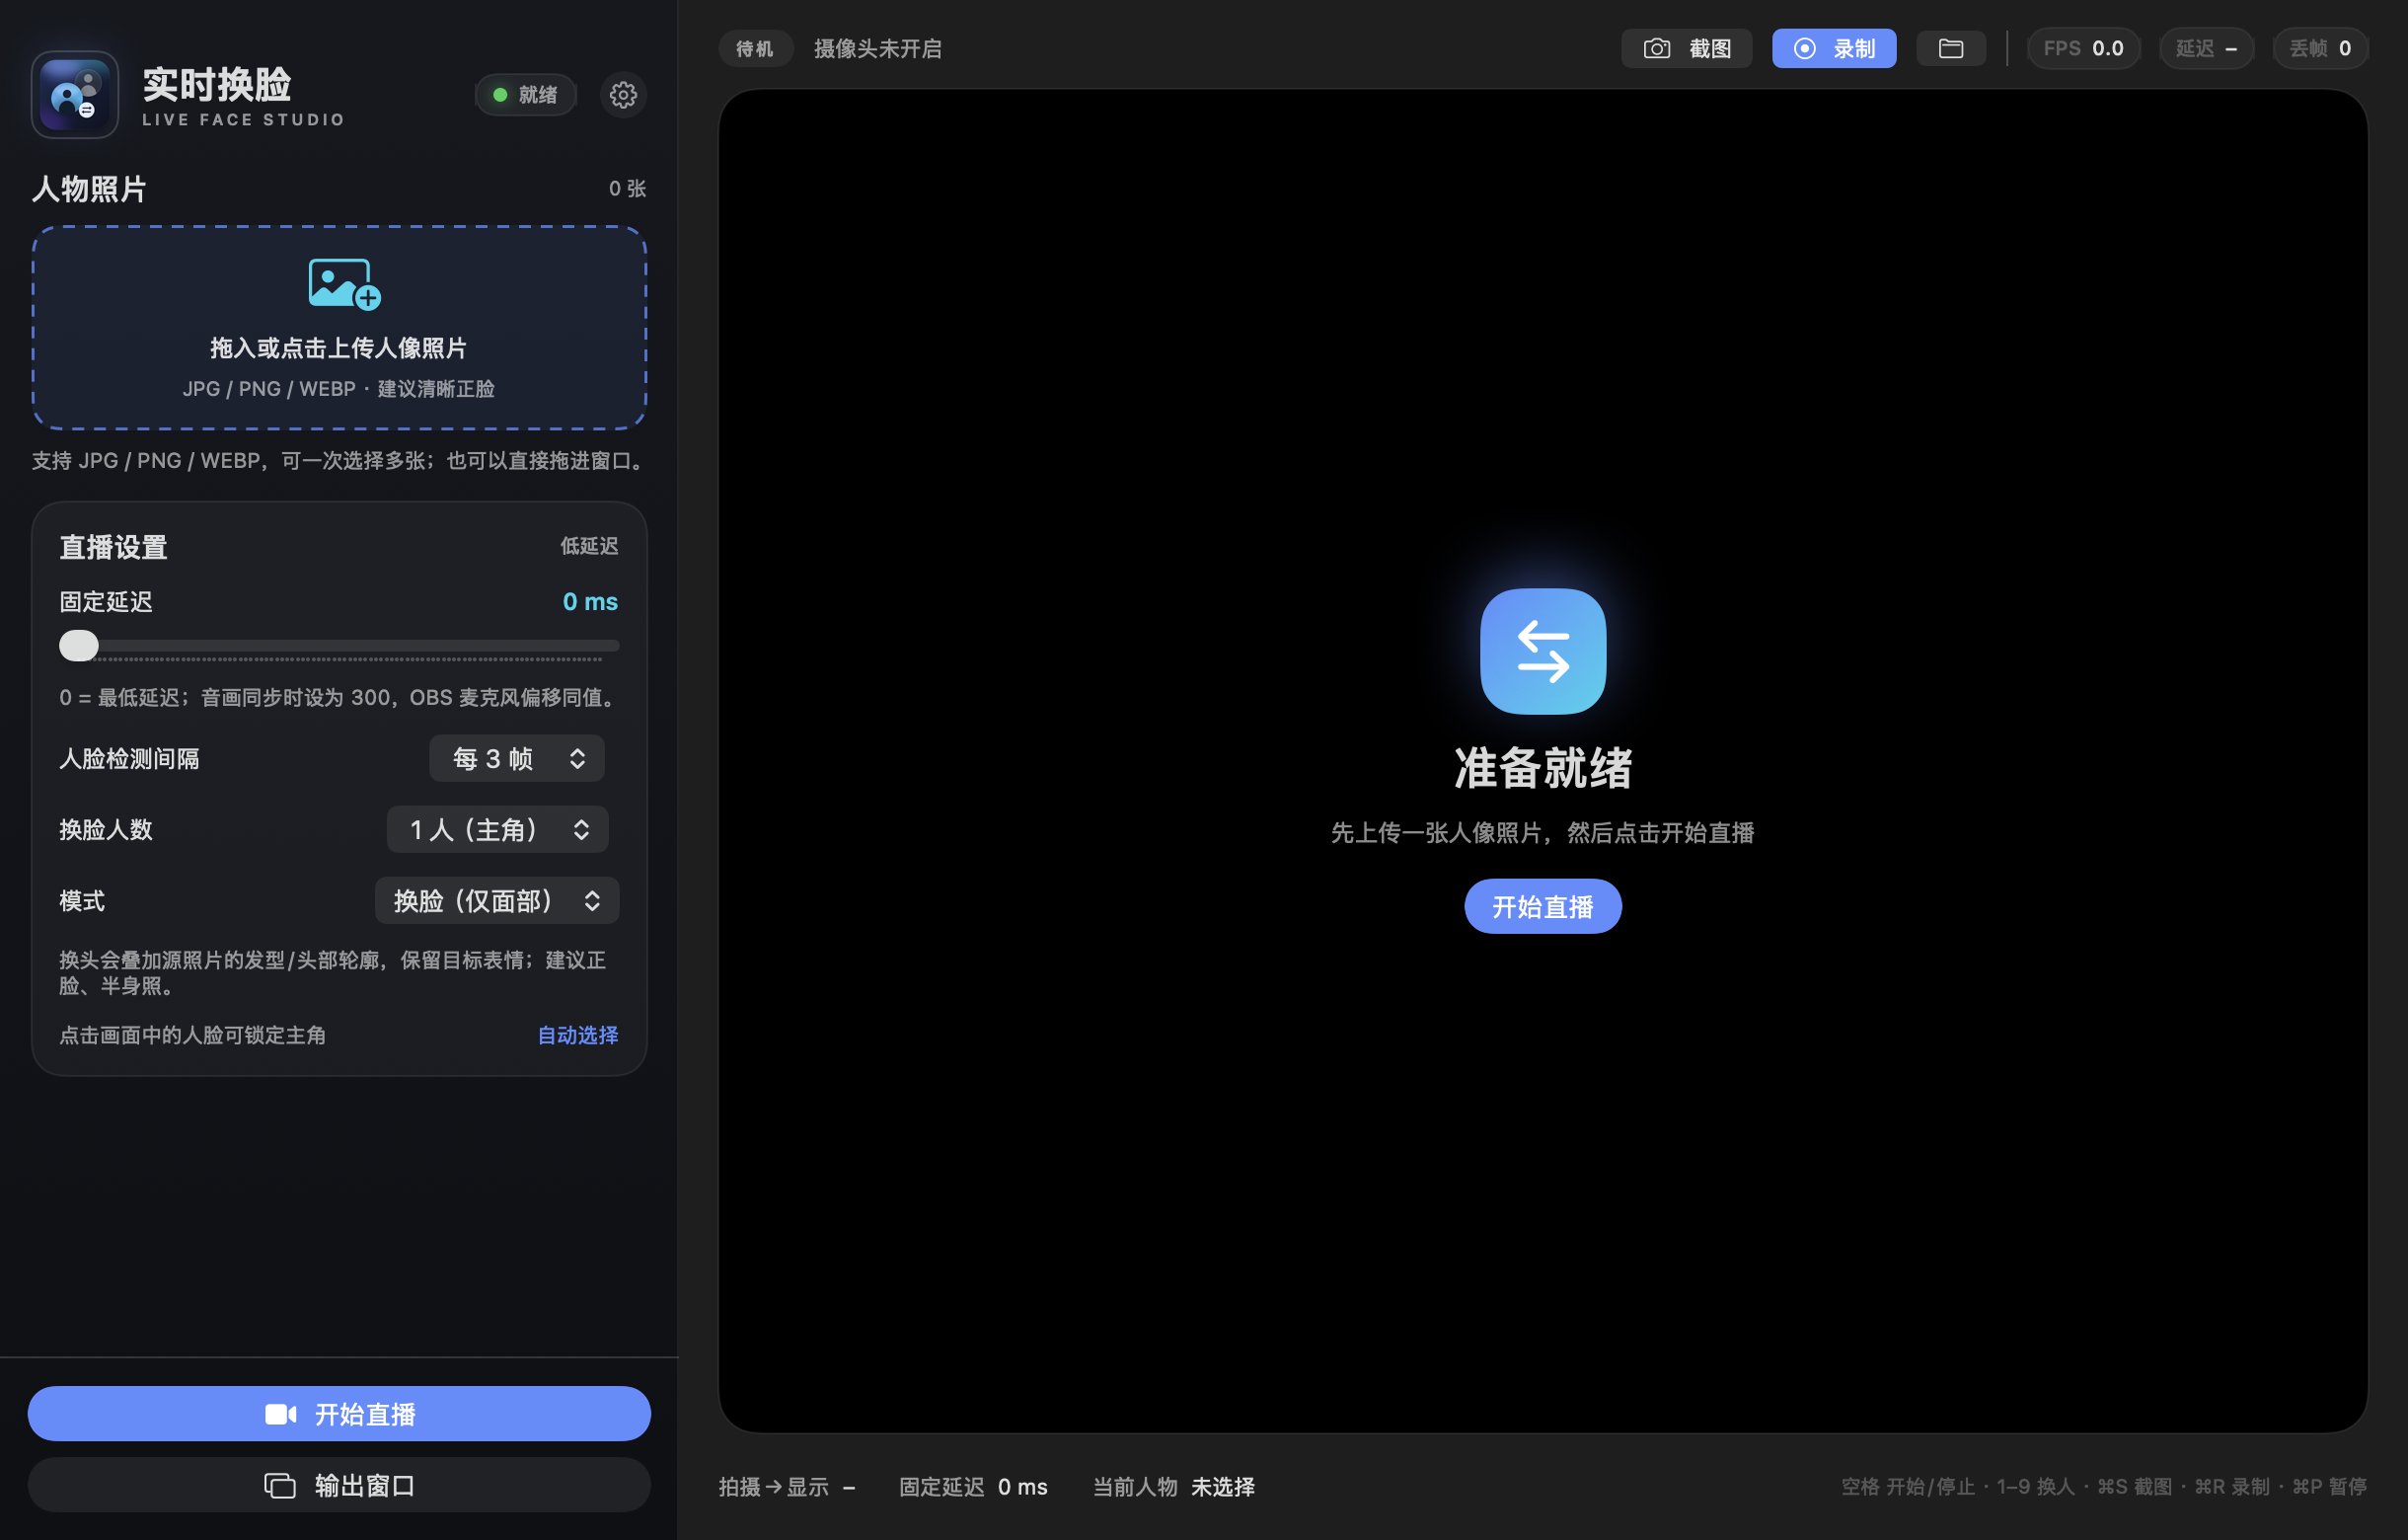 实时换脸
LIVE FACE STUDIO
就绪
人物照片
0 张
拖入或点击上传人像照片
JPG / PNG / WEBP · 建议清晰正脸
支持 JPG / PNG / WEBP，可一次选择多张；也可以直接拖进窗口。
直播设置
低延迟
固定延迟
0 ms
0 = 最低延迟；音画同步时设为 300，OBS 麦克风偏移同值。
人脸检测间隔
每 3 帧
换脸人数
1 人（主角）
模式
换脸（仅面部）
换头会叠加源照片的发型/头部轮廓，保留目标表情；建议正
脸、半身照。
点击画面中的人脸可锁定主角
自动选择
开始直播
输出窗口
待机
摄像头未开启
截图
录制
FPS 0.0
延迟 –
丢帧 0
准备就绪
先上传一张人像照片，然后点击开始直播
开始直播
拍摄→显示 –
固定延迟 0 ms
当前人物 未选择
空格 开始/停止 · 1–9 换人 · ⌘S 截图 · ⌘R 录制 · ⌘P 暂停